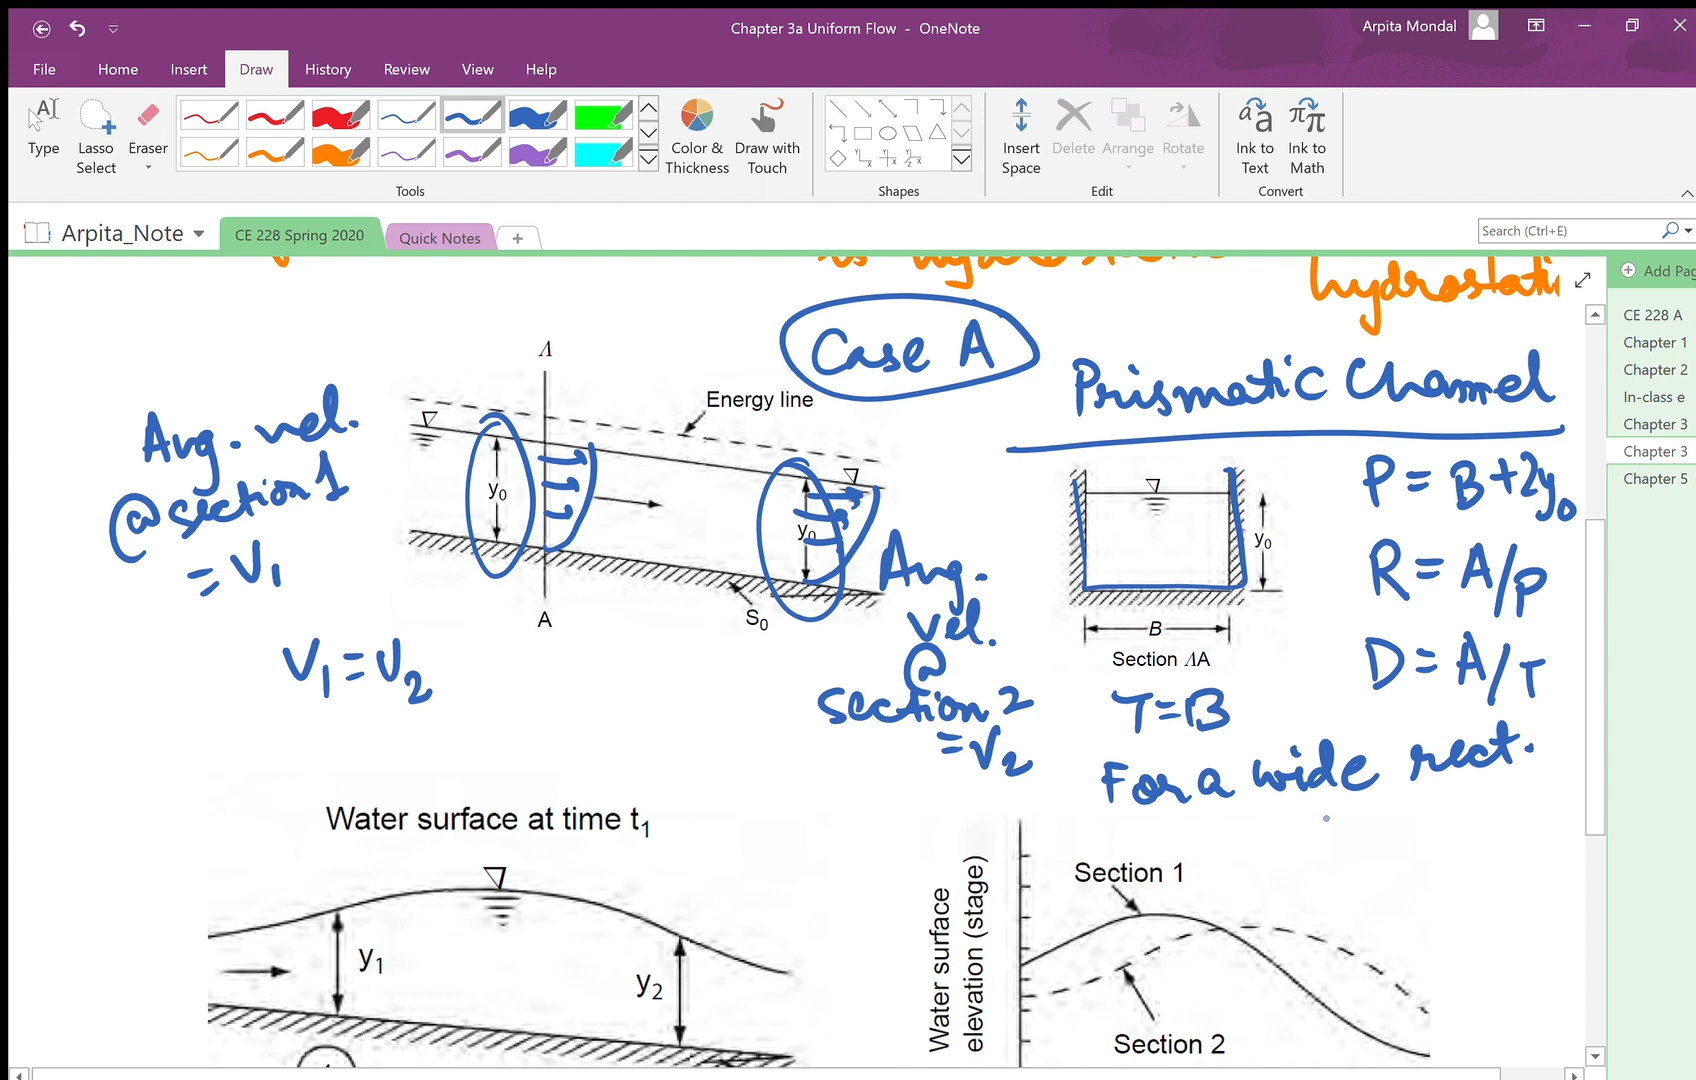 Chapter 3a Uniform Flow - OneNote
Arpita Mondal
File Home Insert Draw History Review View Help
Type
Lasso Select
Eraser
Color & Thickness
Draw with Touch
Insert Space
Delete
Arrange
Rotate
Ink to Text
Ink to Math
Tools
Shapes
Edit
Convert
Arpita_Note
CE 228 Spring 2020
Quick Notes
Search (Ctrl+E)
Add Pag
CE 228 A
Chapter 1
Chapter 2
In-class e
Chapter 3
Chapter 3
Chapter 5
Case A
Prismatic Channel
Avg. vel.
@ section 1
= V1
V1 = V2
A
Energy line
y0
y0
S0
A
Avg.
vel.
@
section 2
= V2
y0
B
Section AA
P = B + 2y0
R = A/P
D = A/T
T = B
For a wide rect.
Water surface at time t1
y1
y2
Water surface
elevation (stage)
Section 1
Section 2